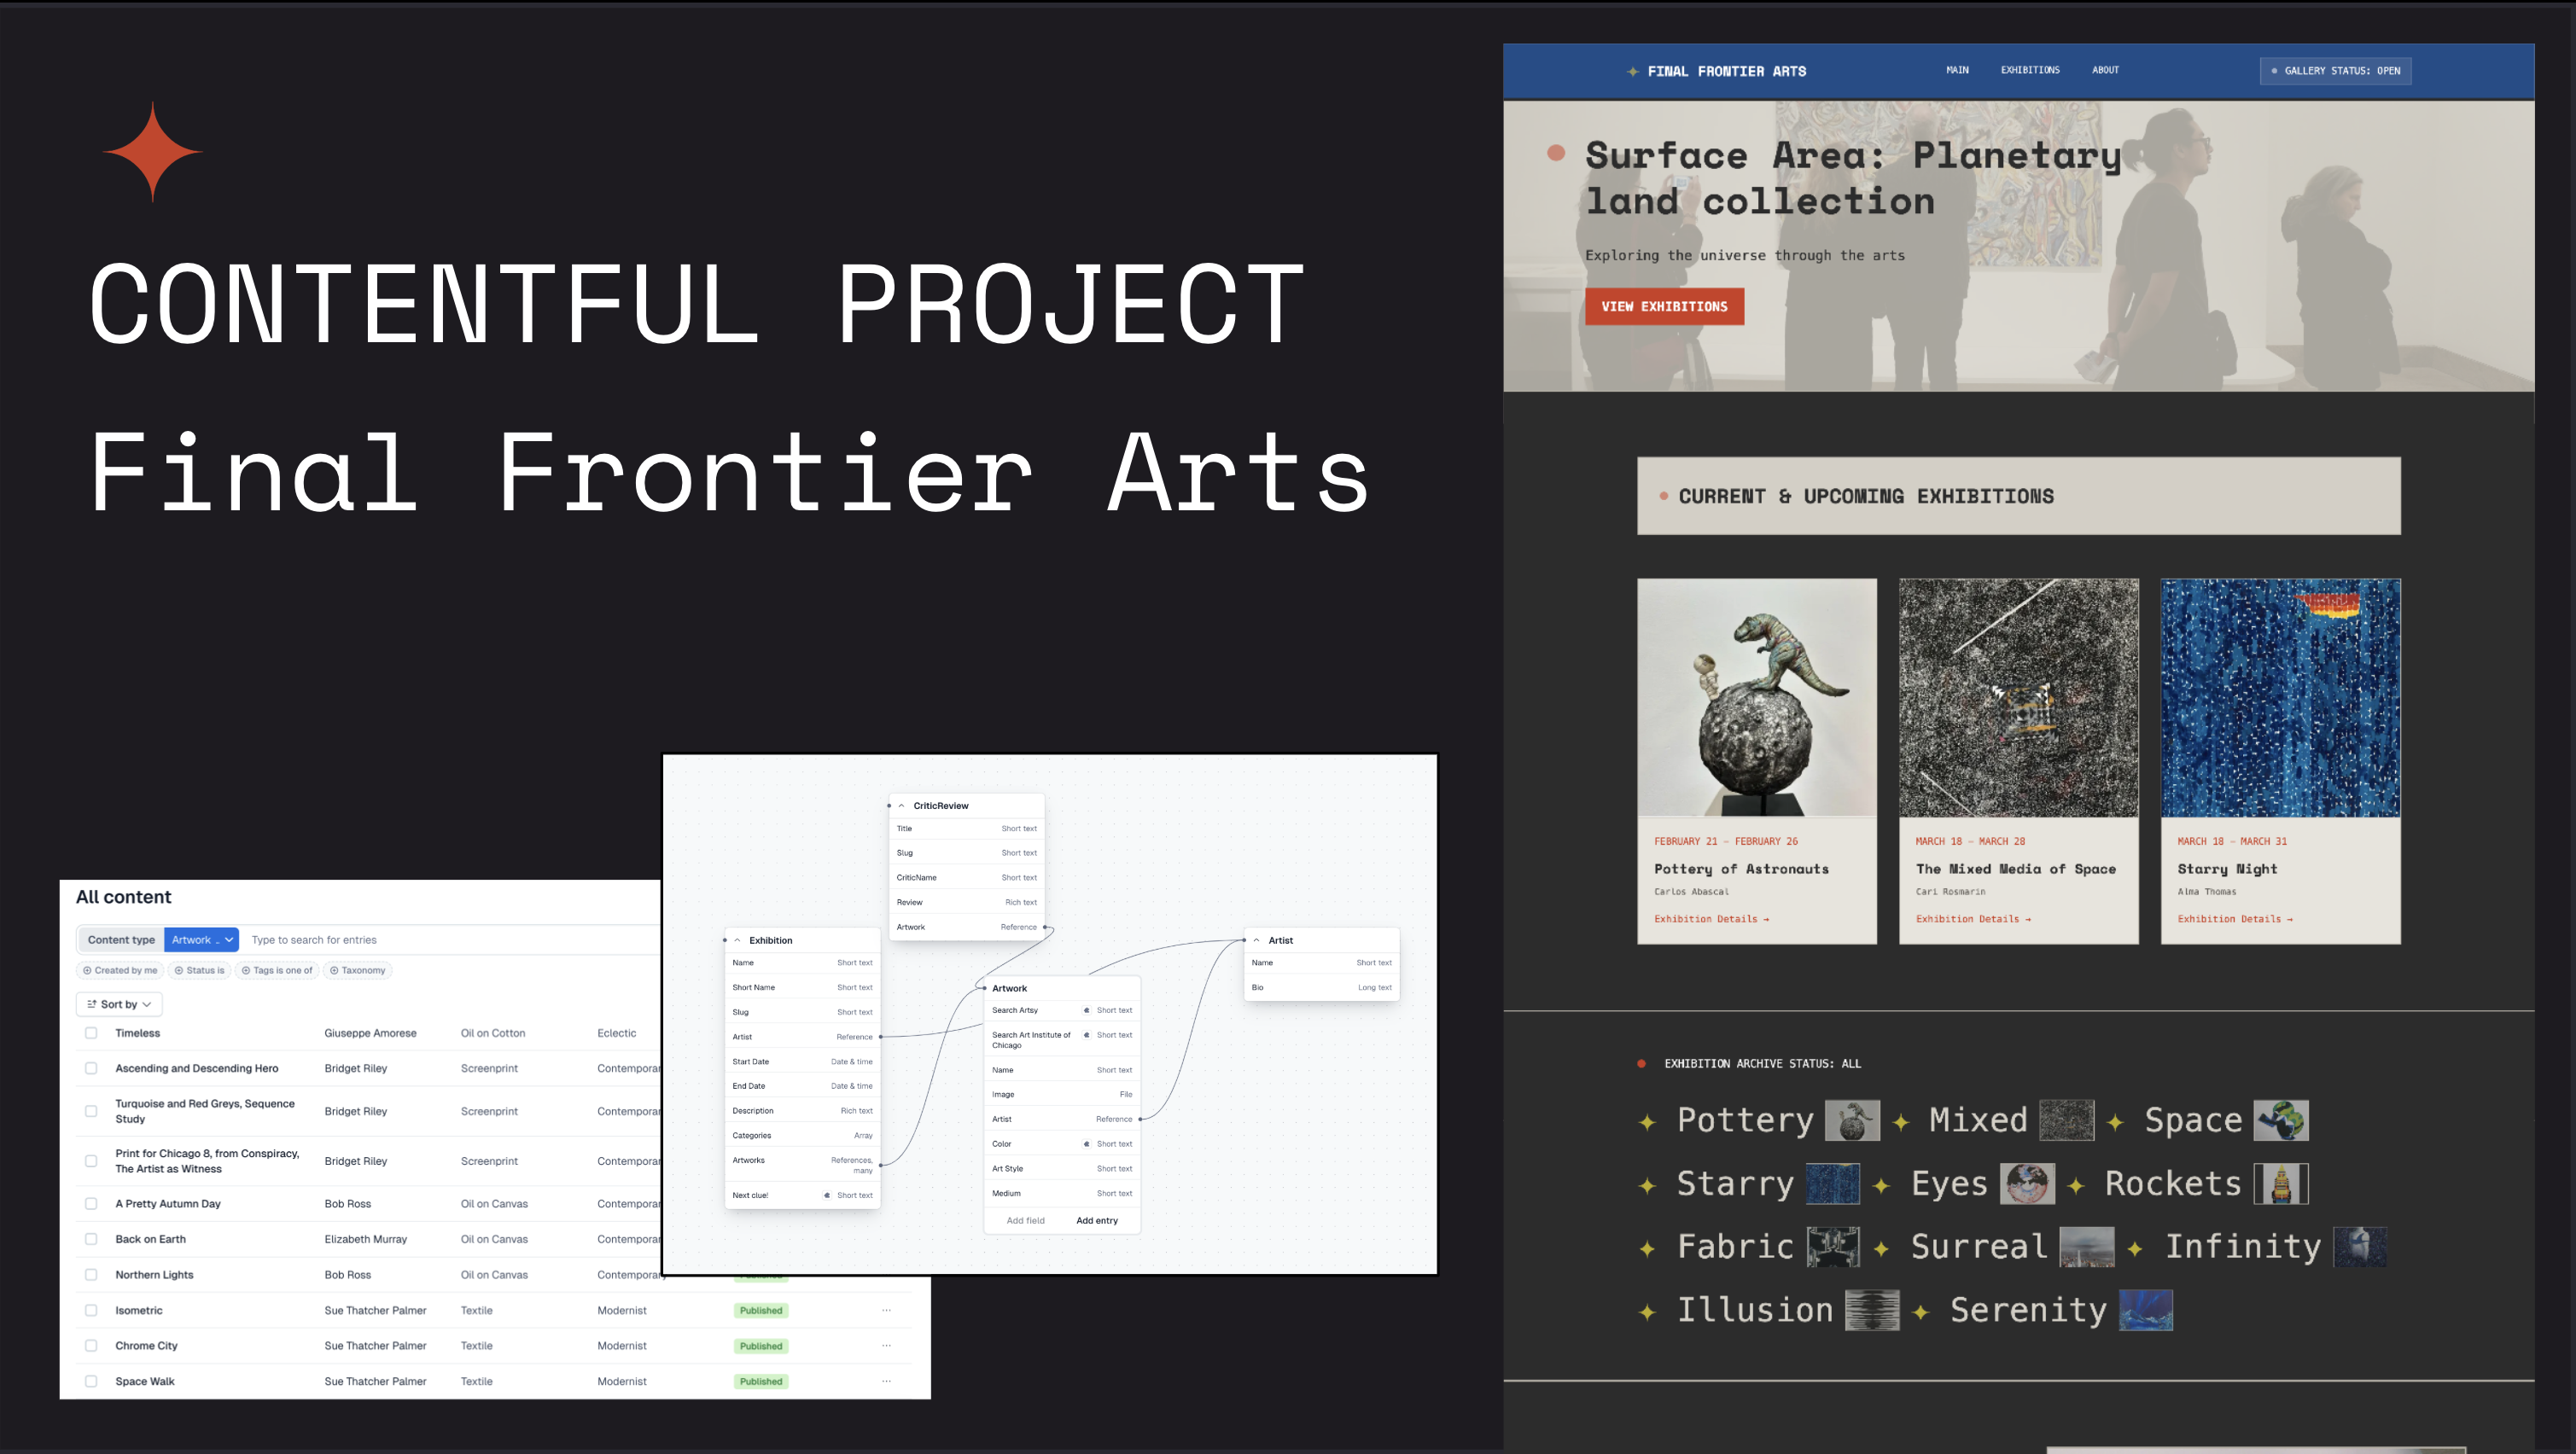 CONTENTFUL PROJECT
Final Frontier Arts
All content
Content type Artwork Type to search for entries
Created by me Status is Tags is one of Taxonomy
Sort by
Timeless Giuseppe Amorese Oil on Cotton Eclectic
Ascending and Descending Hero Bridget Riley Screenprint
Turquoise and Red Greys, Sequence
Study Bridget Riley Screenprint
Print for Chicago 8, from Conspiracy,
The Artist as Witness Bridget Riley Screenprint
A Pretty Autumn Day Bob Ross Oil on Canvas
Back on Earth Elizabeth Murray Oil on Canvas
Northern Lights Bob Ross Oil on Canvas Contemporary
Isometric Sue Thatcher Palmer Textile Modernist Published ...
Chrome City Sue Thatcher Palmer Textile Modernist Published ...
Space Walk Sue Thatcher Palmer Textile Modernist Published ...
CriticReview
Title Short text
Slug Short text
CriticName Short text
Review Rich text
Artwork Reference
Exhibition
Name Short text
Short Name Short text
Slug Short text
Artist Reference
Start Date Date & time
End Date Date & time
Description Rich text
Categories Array
Artworks References,
many
Next clue! Short text
Artwork
Search Artsy Short text
Search Art Institute of Short text
Chicago
Name Short text
Image File
Artist Reference
Color Short text
Art Style Short text
Medium Short text
Add field Add entry
Artist
Name Short text
Bio Long text
FINAL FRONTIER ARTS MAIN EXHIBITIONS ABOUT GALLERY STATUS: OPEN
Surface Area: Planetary
land collection
Exploring the universe through the arts
VIEW EXHIBITIONS
CURRENT & UPCOMING EXHIBITIONS
FEBRUARY 21 — FEBRUARY 26
Pottery of Astronauts
Carlos Abascal
Exhibition Details →
MARCH 18 — MARCH 28
The Mixed Media of Space
Cari Rosmarin
Exhibition Details →
MARCH 18 — MARCH 31
Starry Night
Alma Thomas
Exhibition Details →
EXHIBITION ARCHIVE STATUS: ALL
Pottery Mixed Space
Starry Eyes Rockets
Fabric Surreal Infinity
Illusion Serenity